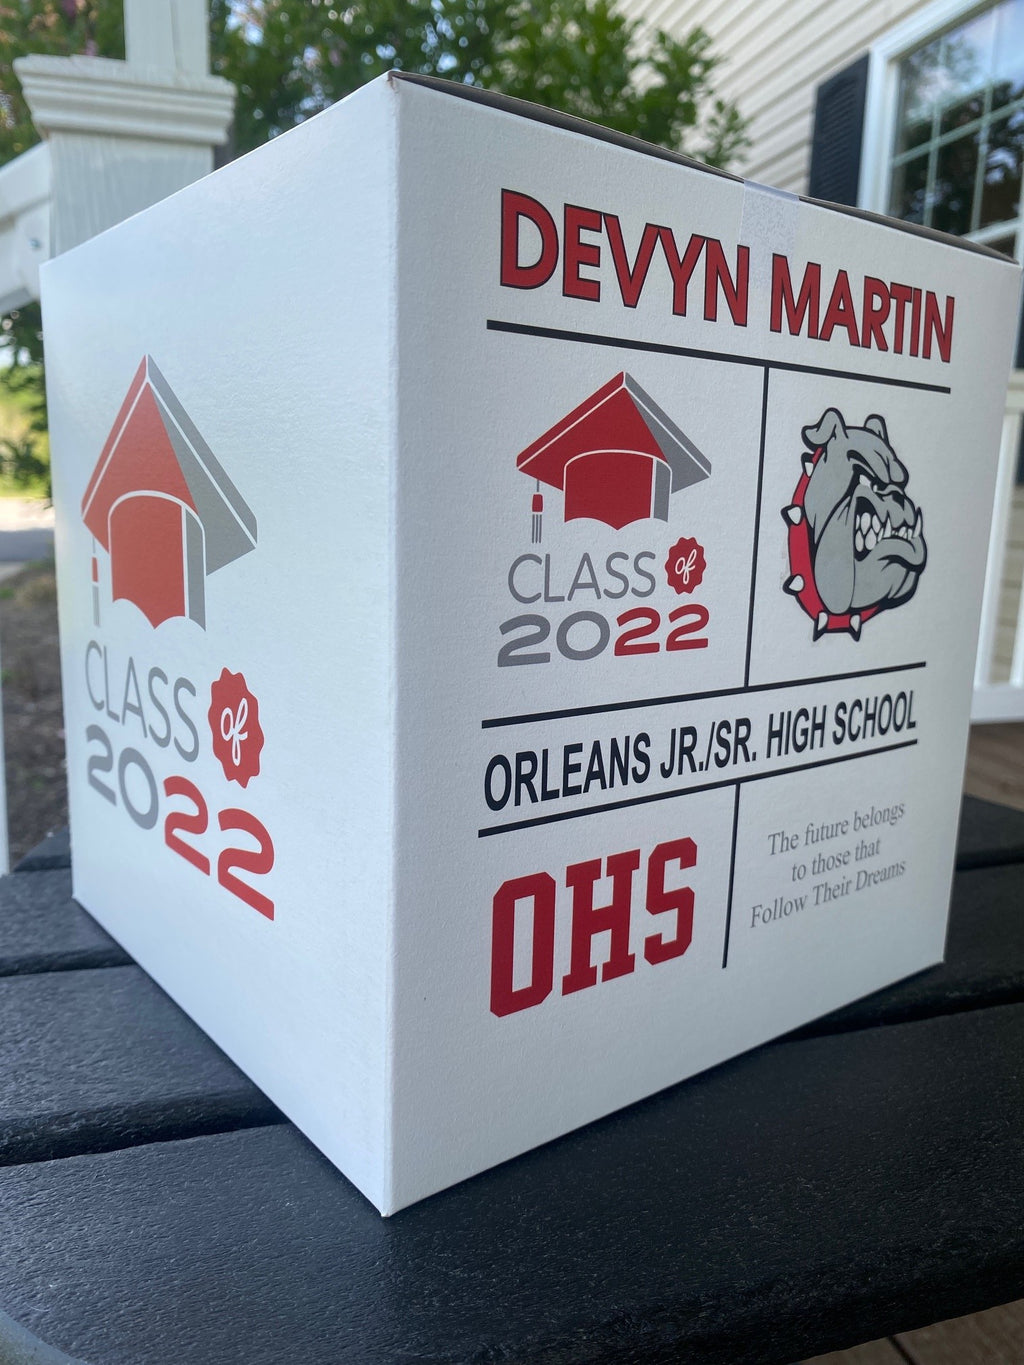 CLASS of
2022
DEVYN MARTIN
CLASS of
2022
ORLEANS JR./SR. HIGH SCHOOL
OHS
The future belongs
to those that
Follow Their Dreams